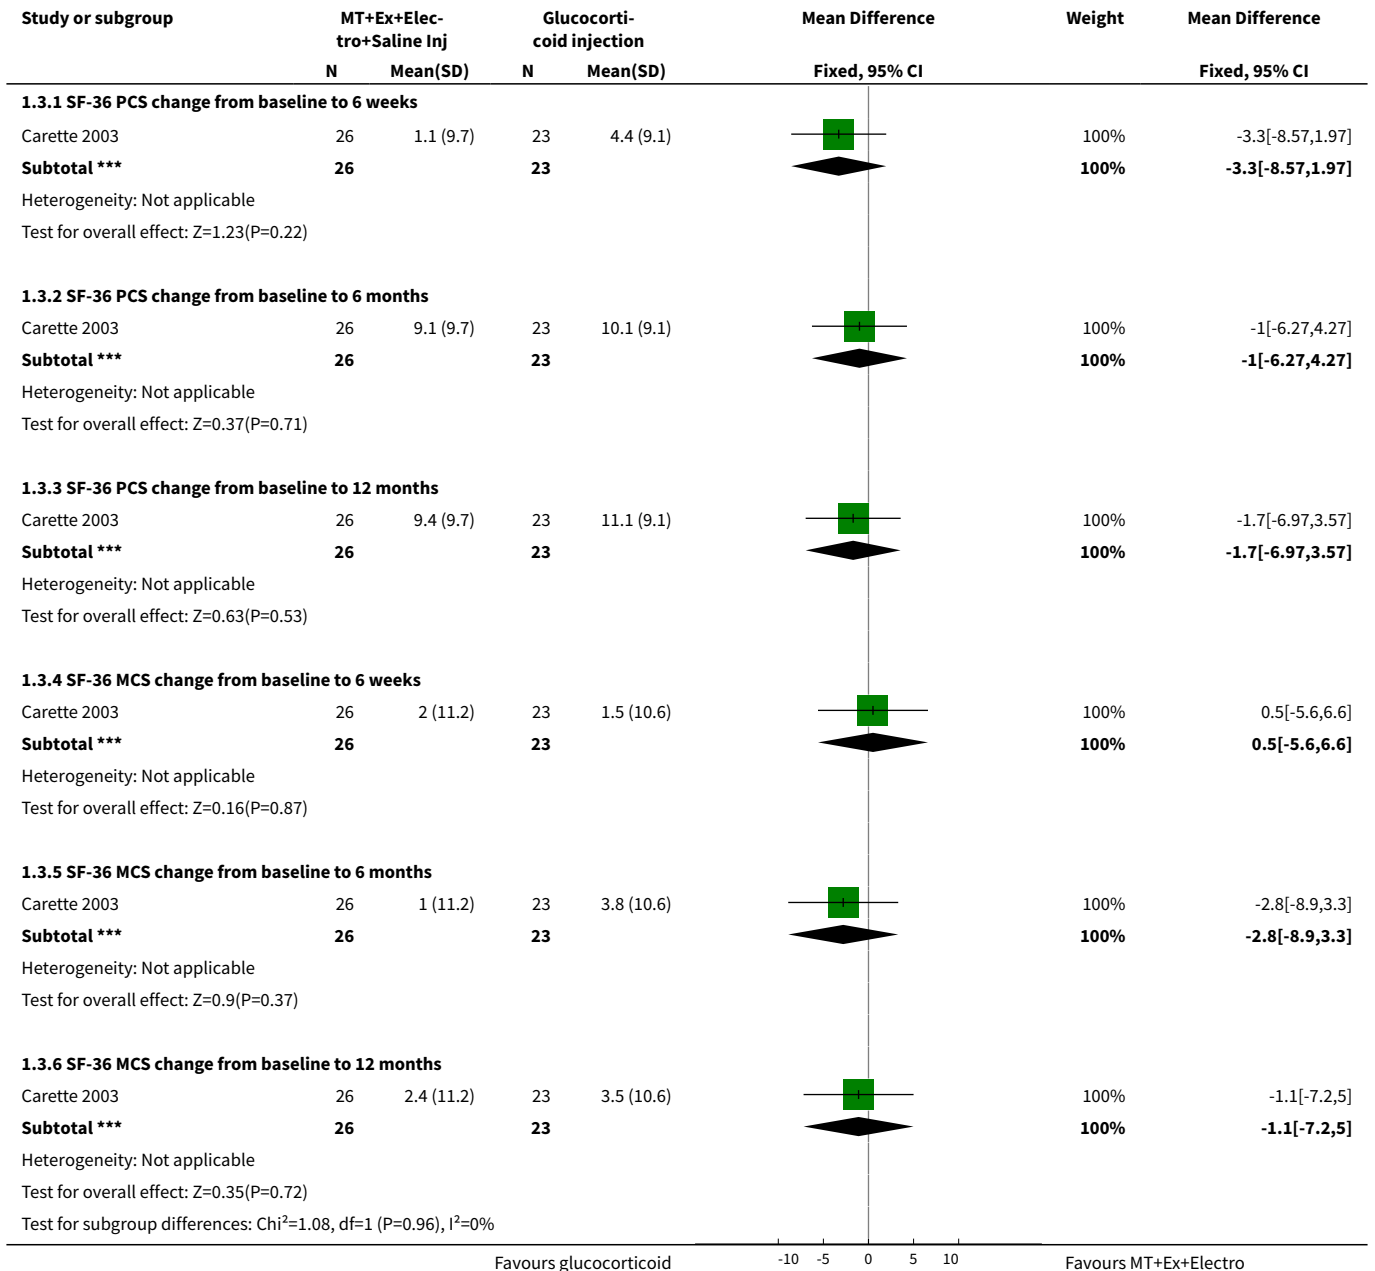 Study or subgroup MT+Ex+Elec- Glucocorti- Mean Difference Weight Mean Difference
tro+Saline Inj coid injection
N Mean(SD) N Mean(SD) Fixed, 95% CI Fixed, 95% CI
1.3.1 SF-36 PCS change from baseline to 6 weeks
Carette 2003 26 1.1 (9.7) 23 4.4 (9.1) 100% -3.3[-8.57,1.97]
Subtotal *** 26 23 100% -3.3[-8.57,1.97]
Heterogeneity: Not applicable
Test for overall effect: Z=1.23(P=0.22)
1.3.2 SF-36 PCS change from baseline to 6 months
Carette 2003 26 9.1 (9.7) 23 10.1 (9.1) 100% -1[-6.27,4.27]
Subtotal *** 26 23 100% -1[-6.27,4.27]
Heterogeneity: Not applicable
Test for overall effect: Z=0.37(P=0.71)
1.3.3 SF-36 PCS change from baseline to 12 months
Carette 2003 26 9.4 (9.7) 23 11.1 (9.1) 100% -1.7[-6.97,3.57]
Subtotal *** 26 23 100% -1.7[-6.97,3.57]
Heterogeneity: Not applicable
Test for overall effect: Z=0.63(P=0.53)
1.3.4 SF-36 MCS change from baseline to 6 weeks
Carette 2003 26 2 (11.2) 23 1.5 (10.6) 100% 0.5[-5.6,6.6]
Subtotal *** 26 23 100% 0.5[-5.6,6.6]
Heterogeneity: Not applicable
Test for overall effect: Z=0.16(P=0.87)
1.3.5 SF-36 MCS change from baseline to 6 months
Carette 2003 26 1 (11.2) 23 3.8 (10.6) 100% -2.8[-8.9,3.3]
Subtotal *** 26 23 100% -2.8[-8.9,3.3]
Heterogeneity: Not applicable
Test for overall effect: Z=0.9(P=0.37)
1.3.6 SF-36 MCS change from baseline to 12 months
Carette 2003 26 2.4 (11.2) 23 3.5 (10.6) 100% -1.1[-7.2,5]
Subtotal *** 26 23 100% -1.1[-7.2,5]
Heterogeneity: Not applicable
Test for overall effect: Z=0.35(P=0.72)
Test for subgroup differences: Chi²=1.08, df=1 (P=0.96), I²=0%
Favours glucocorticoid -10 -5 0 5 10 Favours MT+Ex+Electro